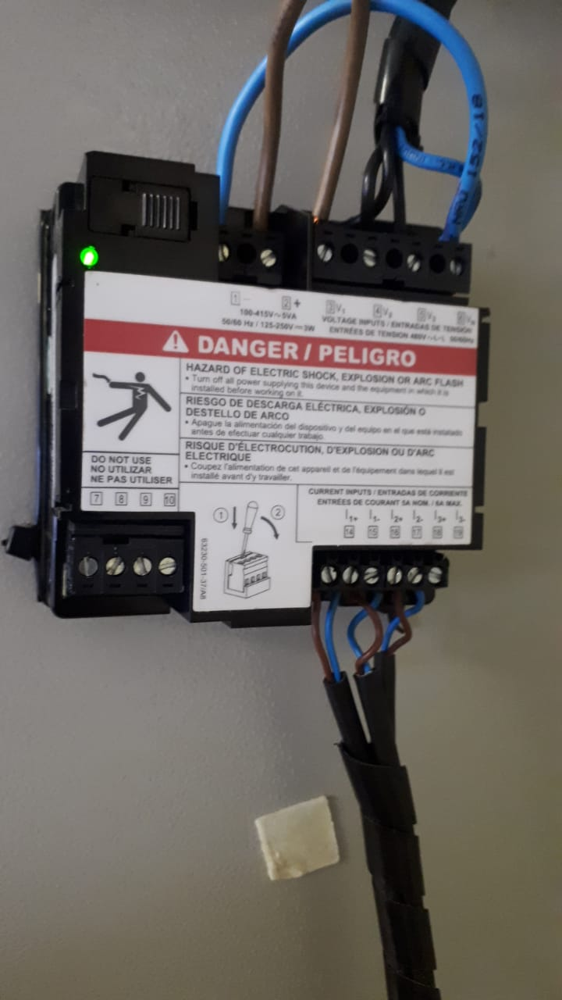 1 - 2 +
100-415V~5VA
50/60 Hz / 125-250V⎓3W
3 V1 4 V2 5 V3 6 VN
VOLTAGE INPUTS / ENTRADAS DE TENSIÓN
ENTRÉES DE TENSION 480V~L-L 50/60Hz
DANGER / PELIGRO
HAZARD OF ELECTRIC SHOCK, EXPLOSION OR ARC FLASH
• Turn off all power supplying this device and the equipment in which it is
installed before working on it.
RIESGO DE DESCARGA ELÉCTRICA, EXPLOSIÓN O
DESTELLO DE ARCO
• Apague la alimentación del dispositivo y del equipo en el que está instalado
antes de efectuar cualquier trabajo.
RISQUE D'ÉLECTROCUTION, D'EXPLOSION OU D'ARC
ELECTRIQUE
• Coupez l'alimentation de cet appareil et de l'équipement dans lequel il est
installé avant d'y travailler.
DO NOT USE
NO UTILIZAR
NE PAS UTILISER
7 8 9 10
1 2
63230-501-37/A8
CURRENT INPUTS / ENTRADAS DE CORRIENTE
ENTRÉES DE COURANT 5A NOM. / 6A MAX.
I1+ I1- I2+ I2- I3+ I3-
14 15 16 17 18 19
152/18